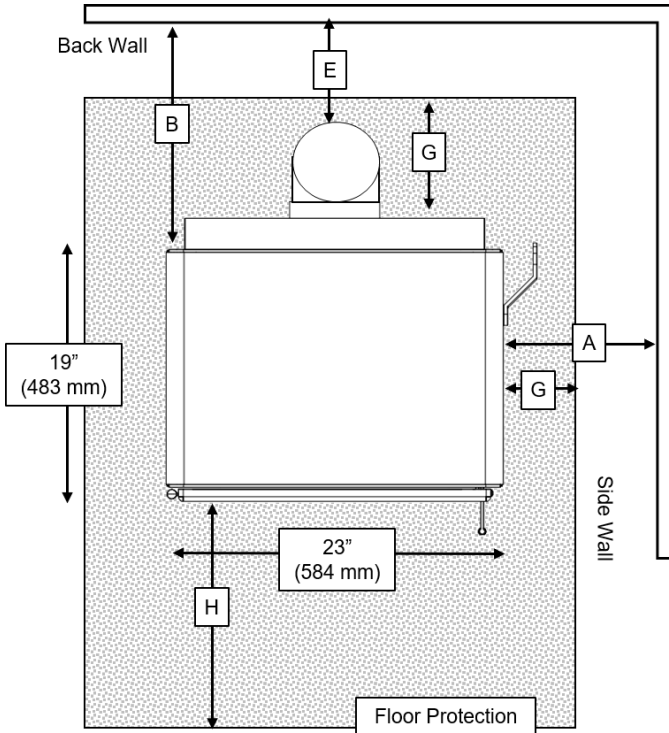 Back Wall
E
B
G
A
19”
(483 mm)
G
Side Wall
23”
(584 mm)
H
Floor Protection